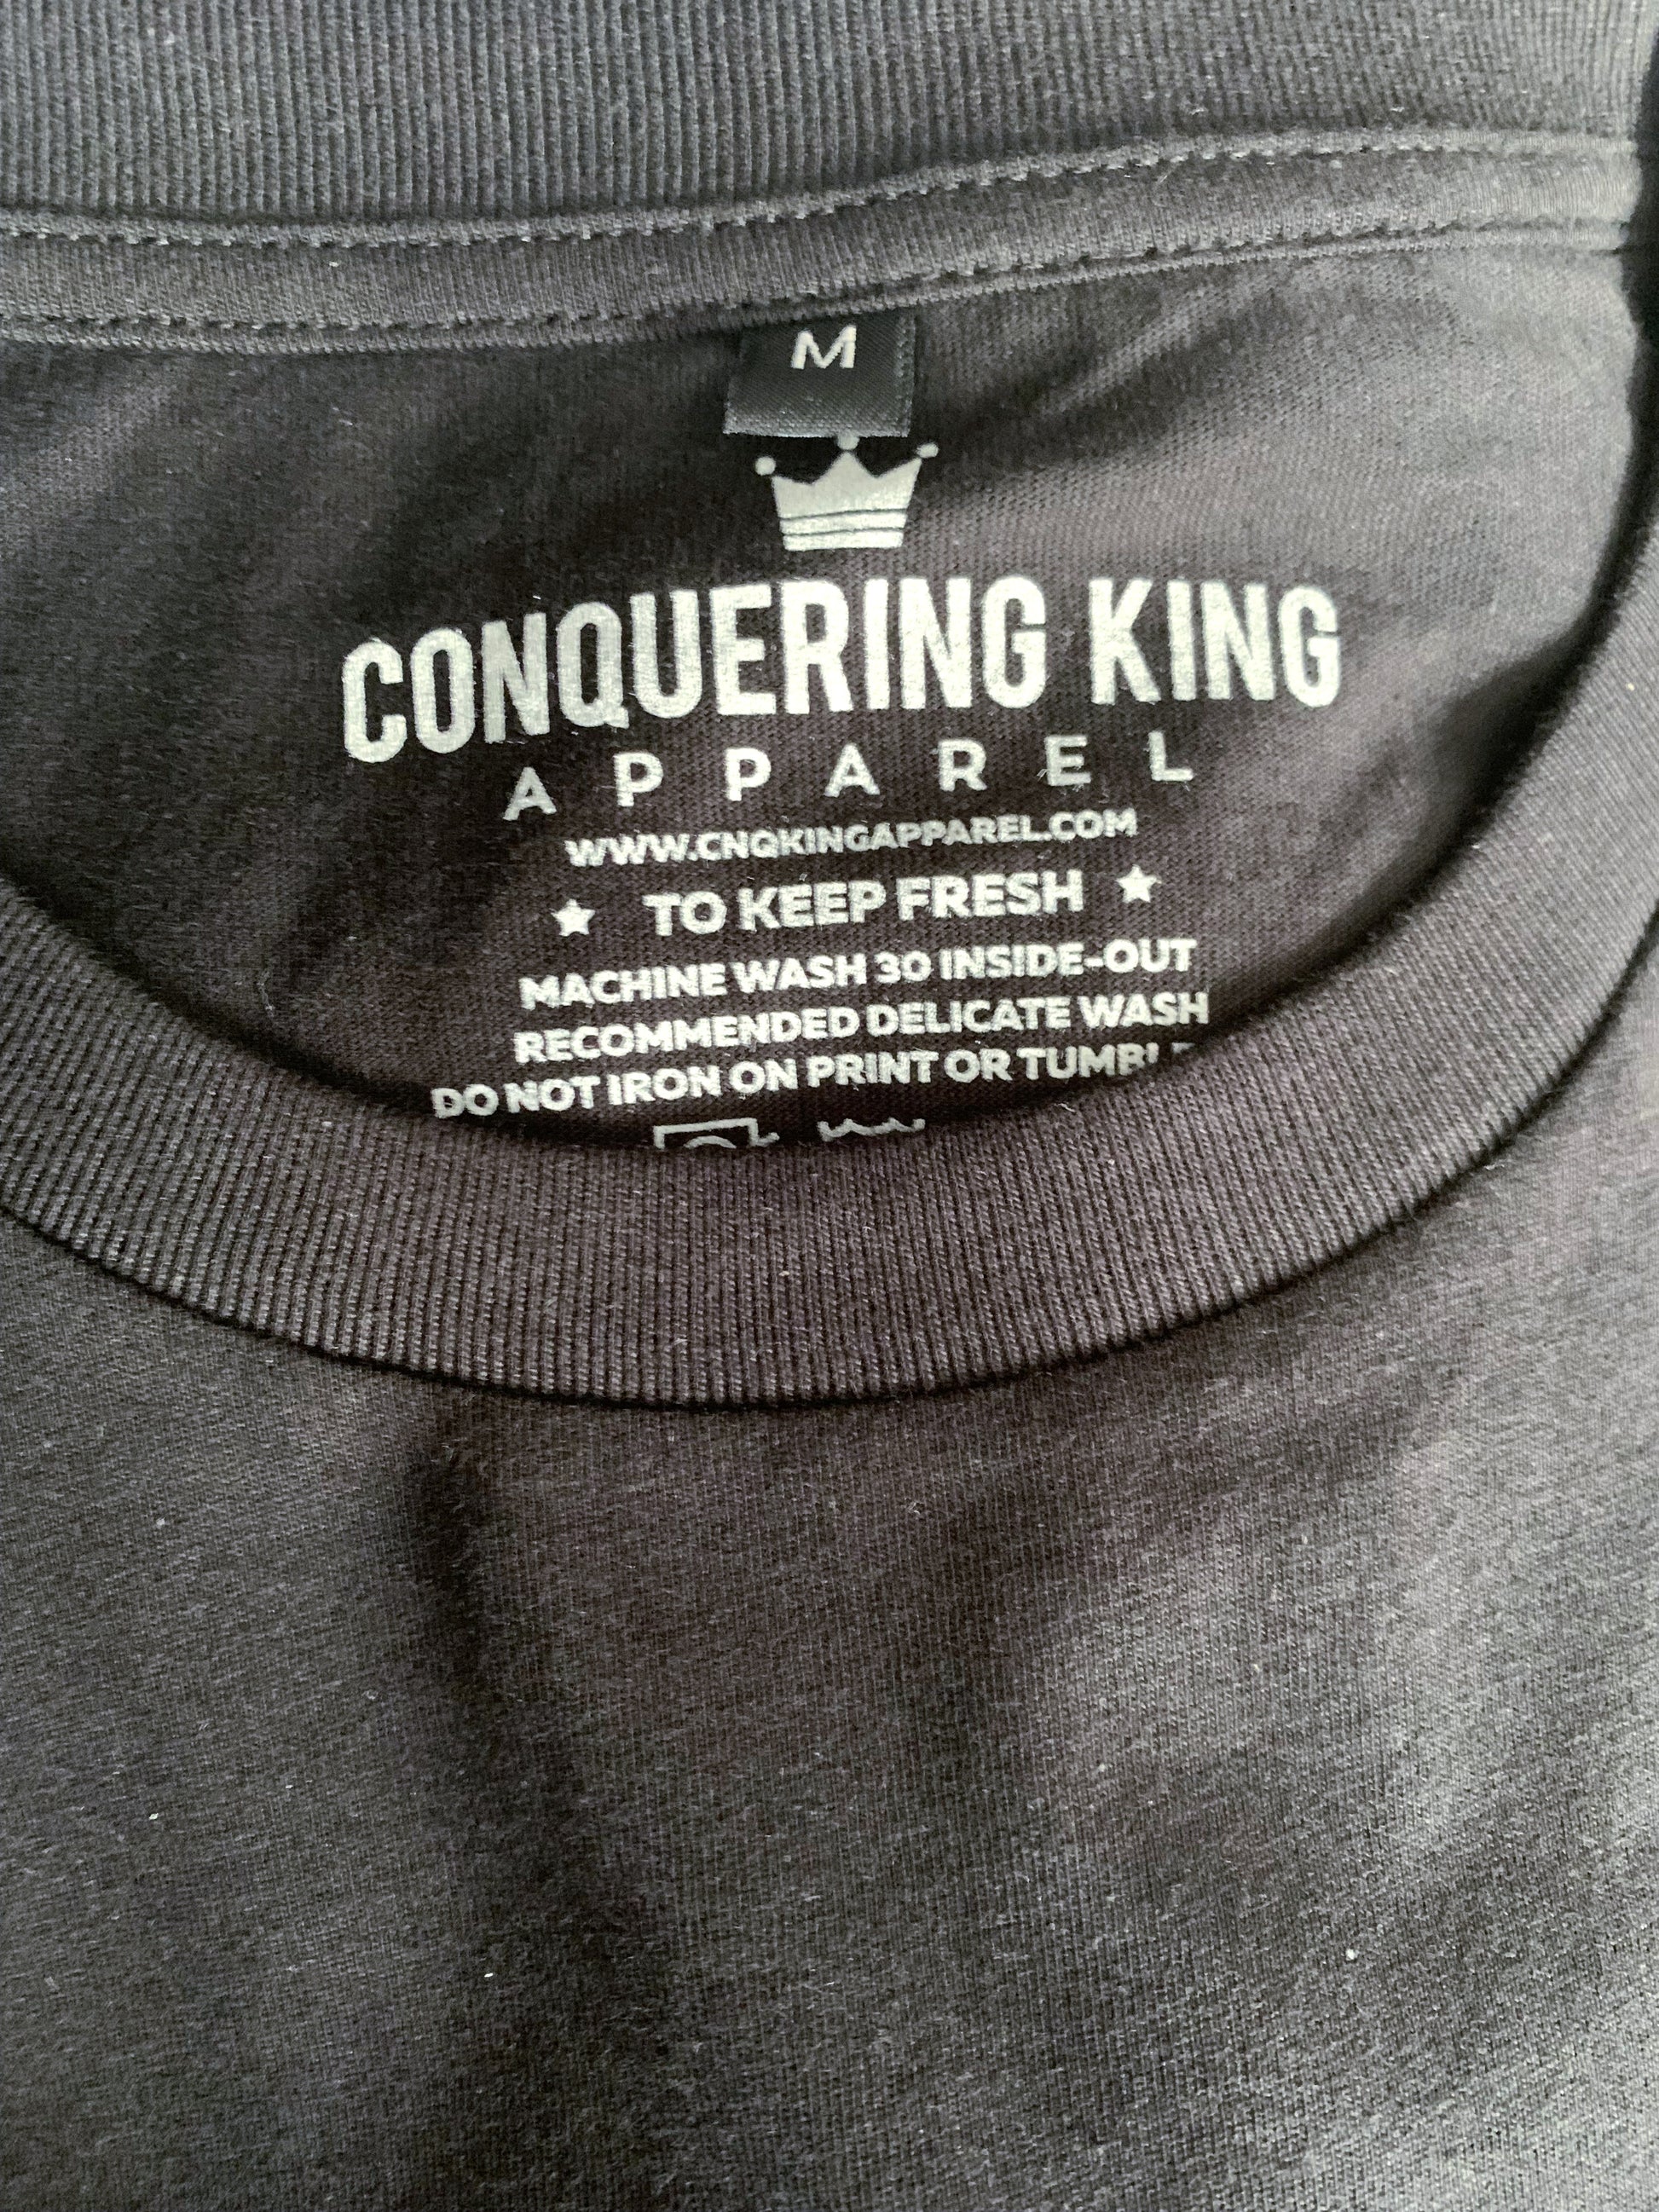 M
CONQUERING KING
APPAREL
WWW.CNQKINGAPPAREL.COM
TO KEEP FRESH
MACHINE WASH 30 INSIDE-OUT
RECOMMENDED DELICATE WASH
DO NOT IRON ON PRINT OR TUMBLE